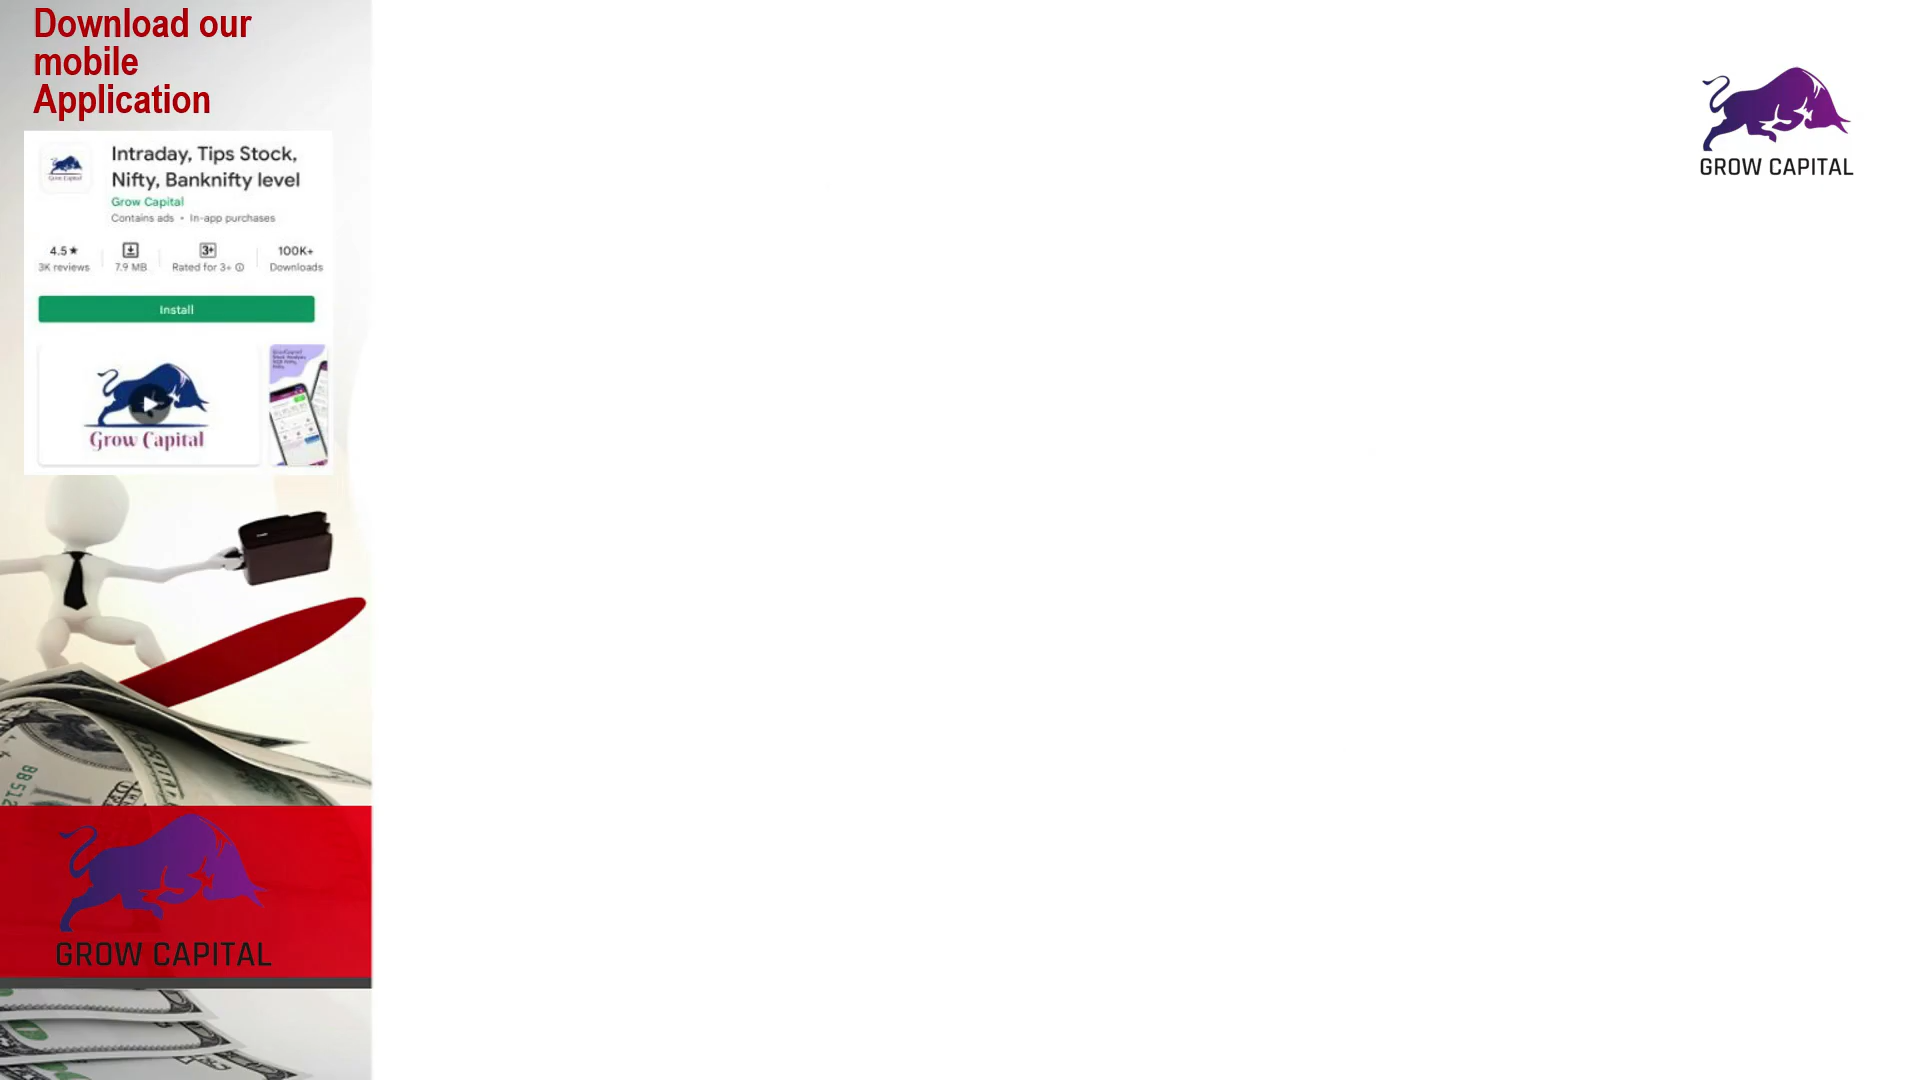 Download our
mobile
Application
Intraday, Tips Stock,
Nifty, Banknifty level
Grow Capital
Contains ads • In-app purchases
4.5★
3K reviews
7.9 MB
3+
Rated for 3+
100K+
Downloads
Install
Grow Capital
GROW CAPITAL
GROW CAPITAL